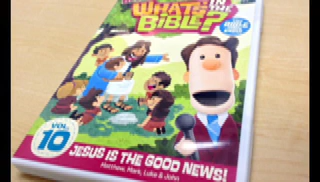 WHAT'S IN THE
BIBLE?
VOL.
10
JESUS IS THE GOOD NEWS!
Matthew, Mark, Luke & John